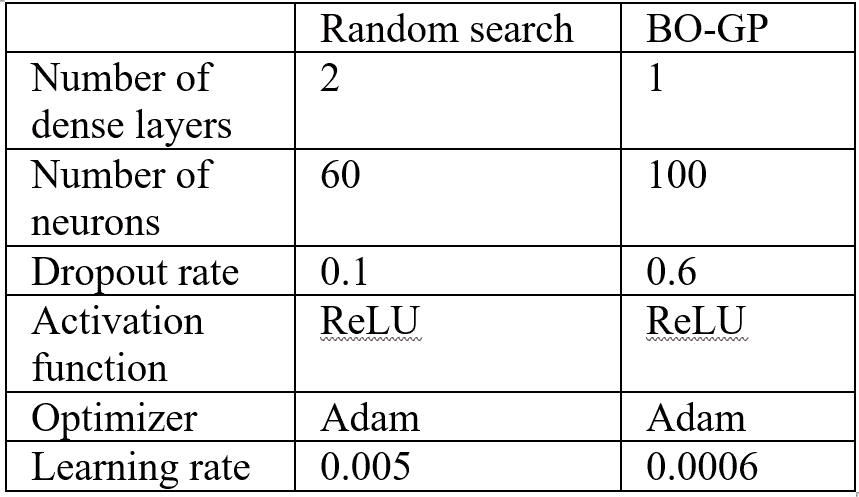 Random search BO-GP
Number of 2 1
dense layers
Number of 60 100
neurons
Dropout rate 0.1 0.6
Activation ReLU ReLU
function
Optimizer Adam Adam
Learning rate 0.005 0.0006